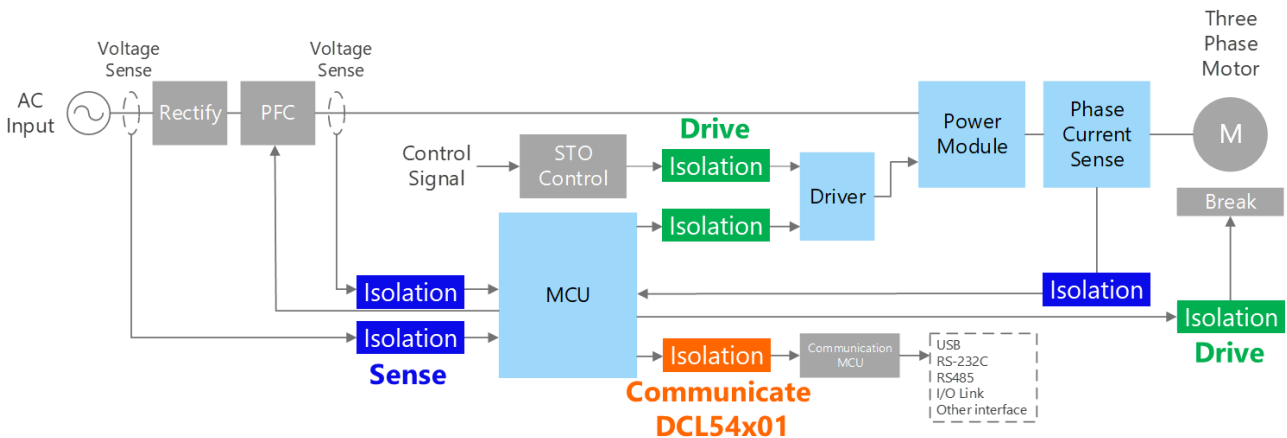 Three
Phase
Motor
Voltage
Sense
Voltage
Sense
AC
Input
Rectify
PFC
Power
Module
Phase
Current
Sense
M
Drive
Control
Signal
STO
Control
Isolation
Driver
Isolation
Break
MCU
Isolation
Isolation
Isolation
Drive
Isolation
Sense
Isolation
Communicate
DCL54x01
Communication
MCU
USB
RS-232C
RS485
I/O Link
Other interface